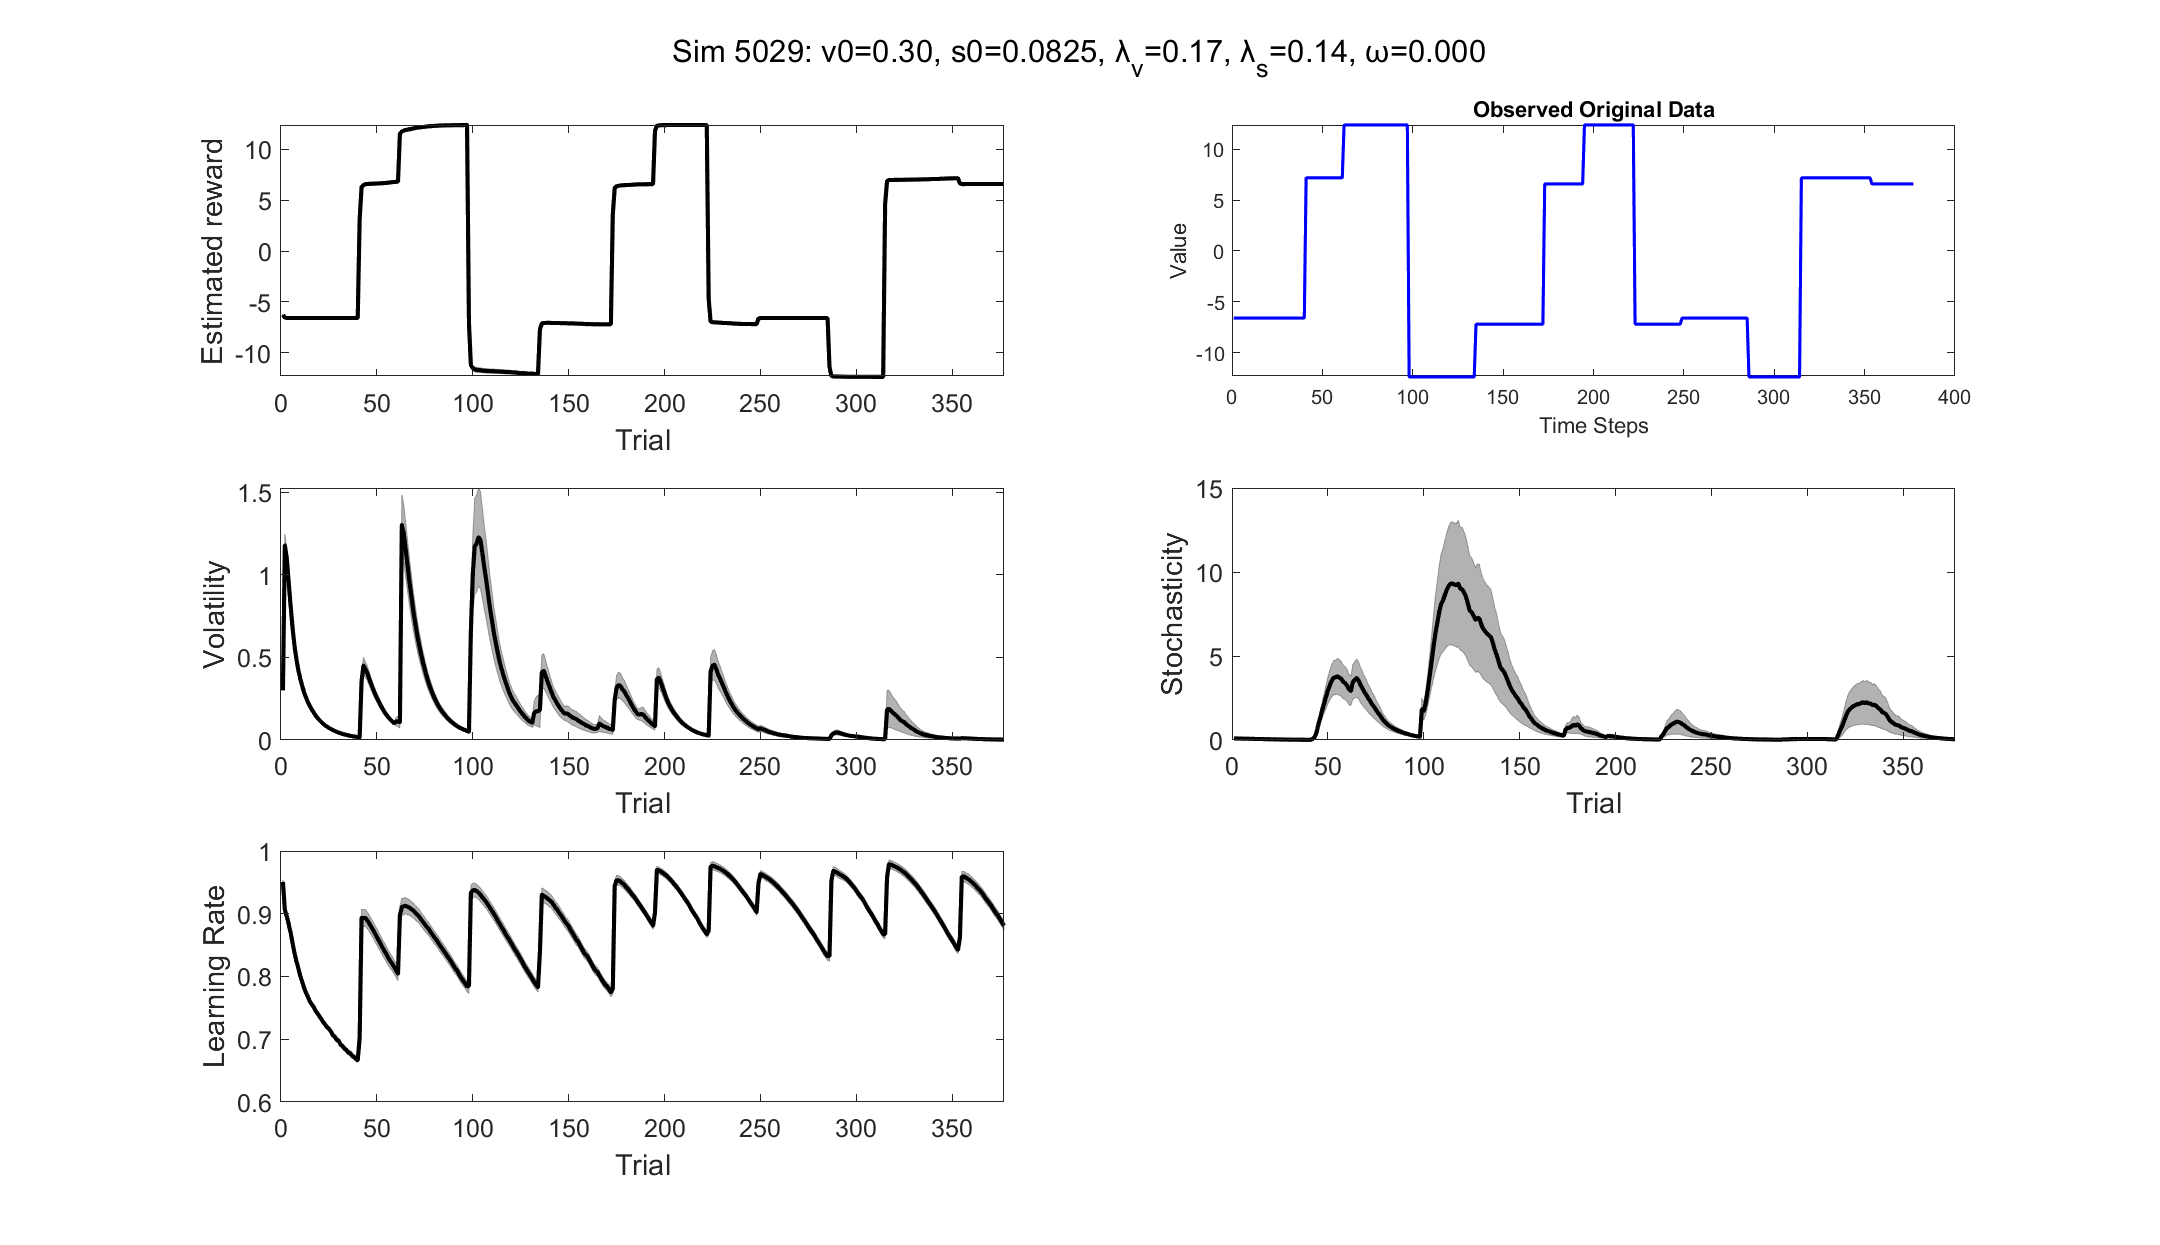 Sim 5029: v0=0.30, s0=0.0825, λ_v=0.17, λ_s=0.14, ω=0.000
Estimated reward
10
5
0
-5
-10
0 50 100 150 200 250 300 350
Trial
Observed Original Data
Value
10
5
0
-5
-10
0 50 100 150 200 250 300 350 400
Time Steps
Volatility
1.5
1
0.5
0
0 50 100 150 200 250 300 350
Trial
Stochasticity
15
10
5
0
0 50 100 150 200 250 300 350
Trial
Learning Rate
1
0.9
0.8
0.7
0.6
0 50 100 150 200 250 300 350
Trial